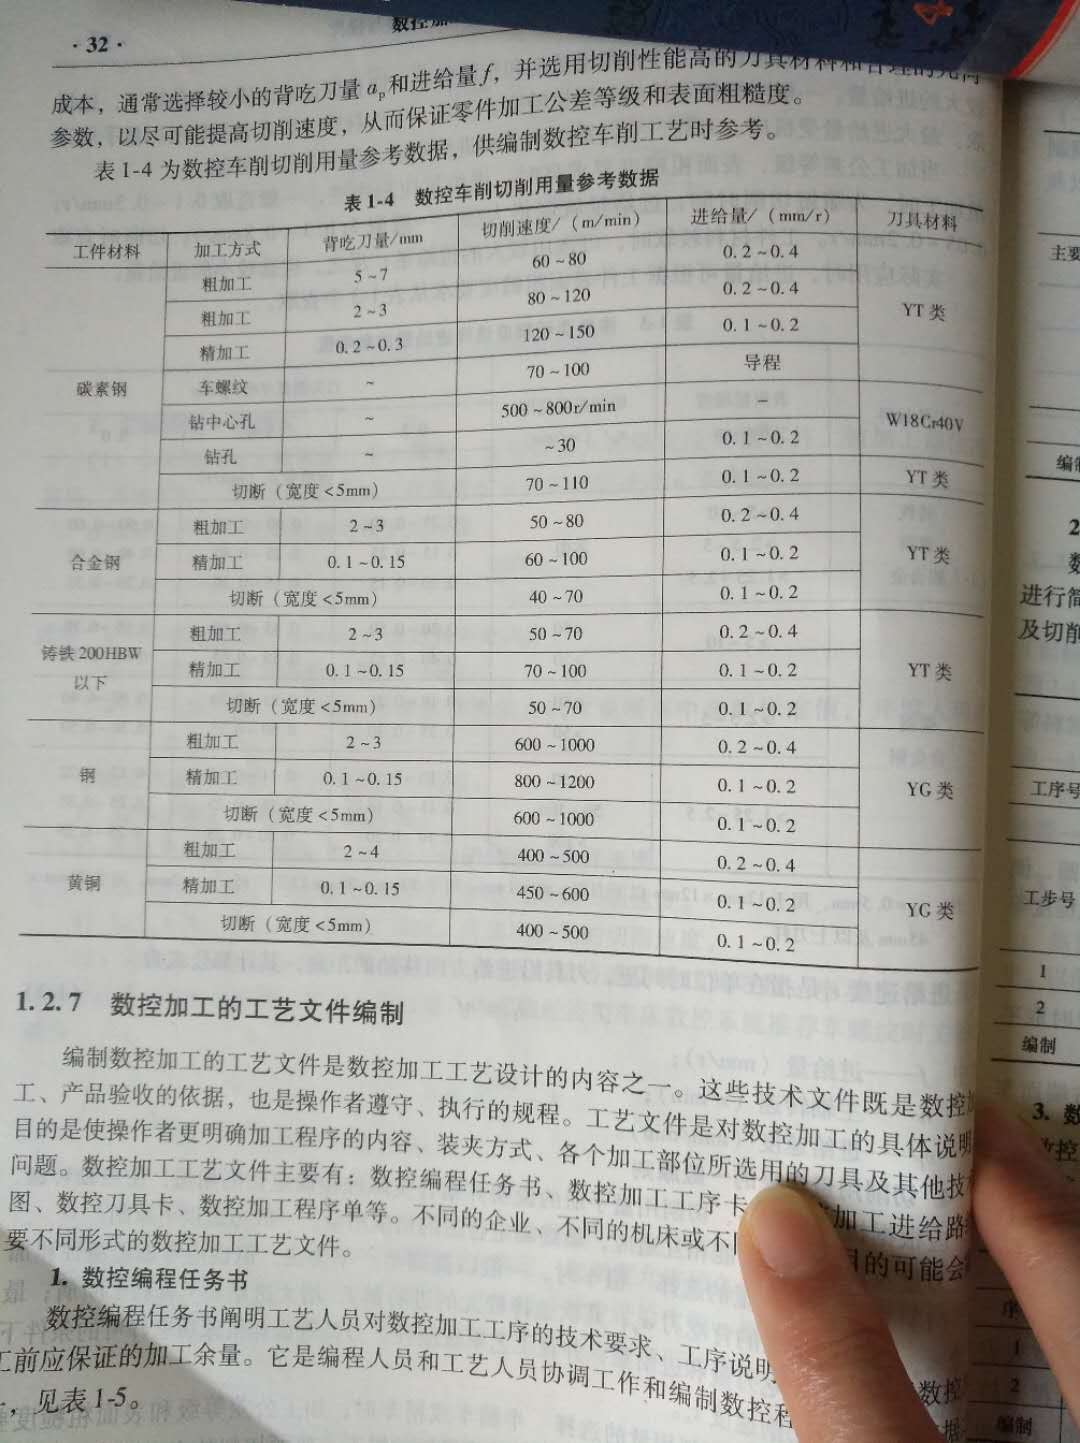 ·32·
数控加
成本，通常选择较小的背吃刀量 ap和进给量f，并选用切削性能高的刀具材料和合理的几何
参数，以尽可能提高切削速度，从而保证零件加工公差等级和表面粗糙度。
表 1-4 为数控车削切削用量参考数据，供编制数控车削工艺时参考。
表 1-4 数控车削切削用量参考数据
工件材料 加工方式 背吃刀量/mm 切削速度/（m/min） 进给量/（mm/r） 刀具材料
碳素钢 粗加工 5~7 60~80 0.2~0.4 YT 类
粗加工 2~3 80~120 0.2~0.4
精加工 0.2~0.3 120~150 0.1~0.2
车螺纹 ~ 70~100 导程
钻中心孔 ~ 500~800r/min – W18Cr40V
钻孔 ~ ~30 0.1~0.2
切断（宽度<5mm） 70~110 0.1~0.2 YT 类
合金钢 粗加工 2~3 50~80 0.2~0.4 YT 类
精加工 0.1~0.15 60~100 0.1~0.2
切断（宽度<5mm） 40~70 0.1~0.2
铸铁 200HBW
以下 粗加工 2~3 50~70 0.2~0.4 YT 类
精加工 0.1~0.15 70~100 0.1~0.2
切断（宽度<5mm） 50~70 0.1~0.2
铜 粗加工 2~3 600~1000 0.2~0.4 YG 类
精加工 0.1~0.15 800~1200 0.1~0.2
切断（宽度<5mm） 600~1000 0.1~0.2
黄铜 粗加工 2~4 400~500 0.2~0.4 YG 类
精加工 0.1~0.15 450~600 0.1~0.2
切断（宽度<5mm） 400~500 0.1~0.2
1.2.7 数控加工的工艺文件编制
编制数控加工的工艺文件是数控加工工艺设计的内容之一。这些技术文件既是数控加
工、产品验收的依据，也是操作者遵守、执行的规程。工艺文件是对数控加工的具体说明
目的是使操作者更明确加工程序的内容、装夹方式、各个加工部位所选用的刀具及其他技
问题。数控加工工艺文件主要有：数控编程任务书、数控加工工序卡 加工进给路
图、数控刀具卡、数控加工程序单等。不同的企业、不同的机床或不 目的可能会
要不同形式的数控加工工艺文件。
1. 数控编程任务书
数控编程任务书阐明工艺人员对数控加工工序的技术要求、工序说明
工前应保证的加工余量。它是编程人员和工艺人员协调工作和编制数控程
，见表 1-5。
主要
编制
2
数
进行简
及切削
工序号
工步号
1
2
编制
3. 数
数控
序
1
2
编制